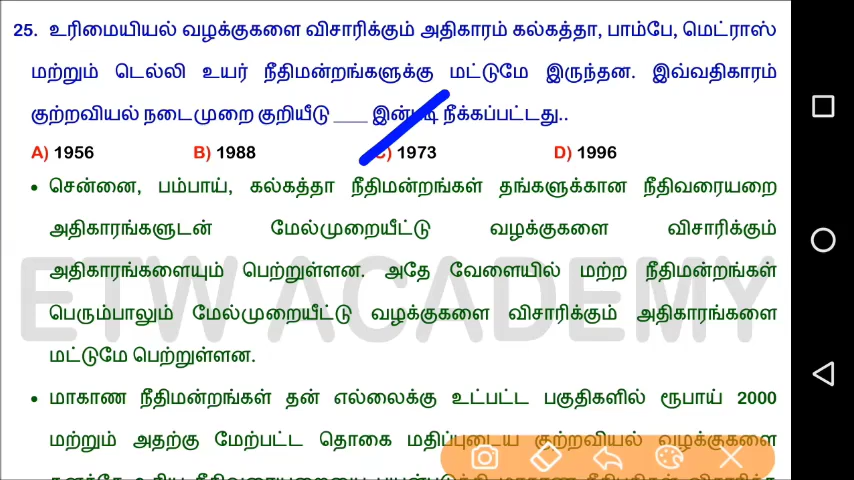 25. உரிமையியல் வழக்குகளை விசாரிக்கும் அதிகாரம் கல்கத்தா, பாம்பே, மெட்ராஸ்
மற்றும் டெல்லி உயர் நீதிமன்றங்களுக்கு மட்டுமே இருந்தன. இவ்வதிகாரம்
குற்றவியல் நடைமுறை குறியீடு ___ இன்படி நீக்கப்பட்டது..
A) 1956 B) 1988 C) 1973 D) 1996
• சென்னை, பம்பாய், கல்கத்தா நீதிமன்றங்கள் தங்களுக்கான நீதிவரையறை
அதிகாரங்களுடன் மேல்முறையீட்டு வழக்குகளை விசாரிக்கும்
அதிகாரங்களையும் பெற்றுள்ளன. அதே வேளையில் மற்ற நீதிமன்றங்கள்
பெரும்பாலும் மேல்முறையீட்டு வழக்குகளை விசாரிக்கும் அதிகாரங்களை
மட்டுமே பெற்றுள்ளன.
ETW ACADEMY
• மாகாண நீதிமன்றங்கள் தன் எல்லைக்கு உட்பட்ட பகுதிகளில் ரூபாய் 2000
மற்றும் அதற்கு மேற்பட்ட தொகை மதிப்புடைய குற்றவியல் வழக்குகளை